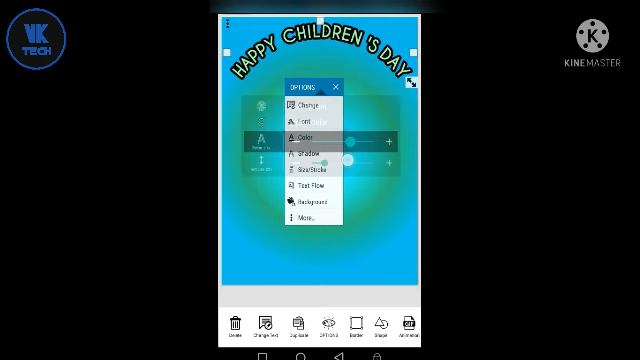 VK
TECH
K
KINEMASTER
HAPPY CHILDREN 'S DAY
OPTIONS
Change
Font
Color
Shadow
Size/Stroke
Text Flow
Background
More..
Delete
Change Text
Duplicate
OPTIONS
Border
Shape
GIF
Animation